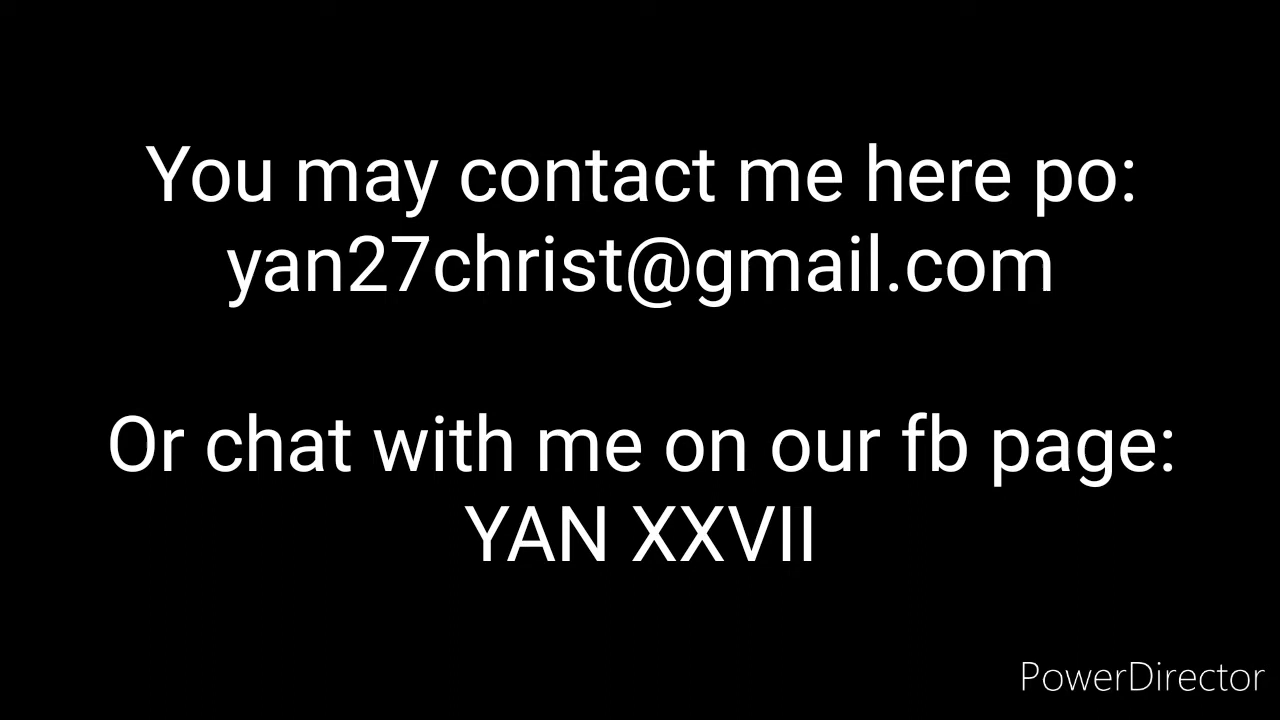 You may contact me here po:
yan27christ@gmail.com
Or chat with me on our fb page:
YAN XXVII
PowerDirector